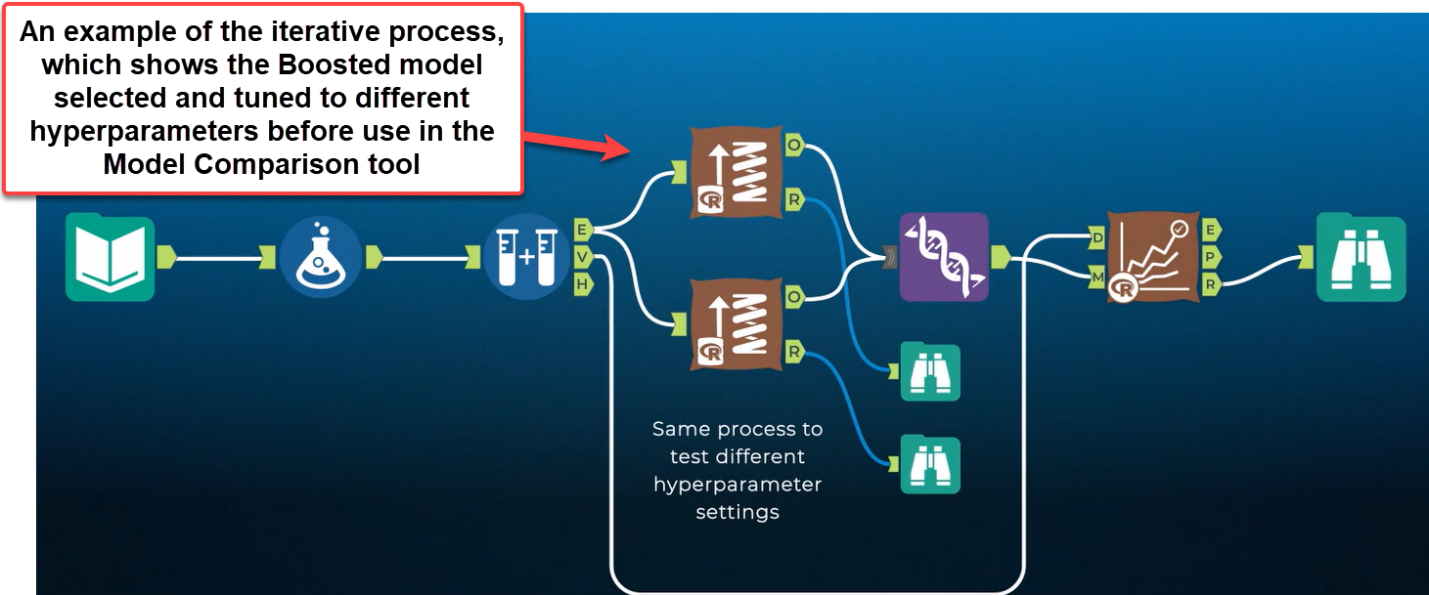 An example of the iterative process,
which shows the Boosted model
selected and tuned to different
hyperparameters before use in the
Model Comparison tool
E
V
H
O
R
R
O
R
R
D
M
R
E
P
R
Same process to
test different
hyperparameter
settings